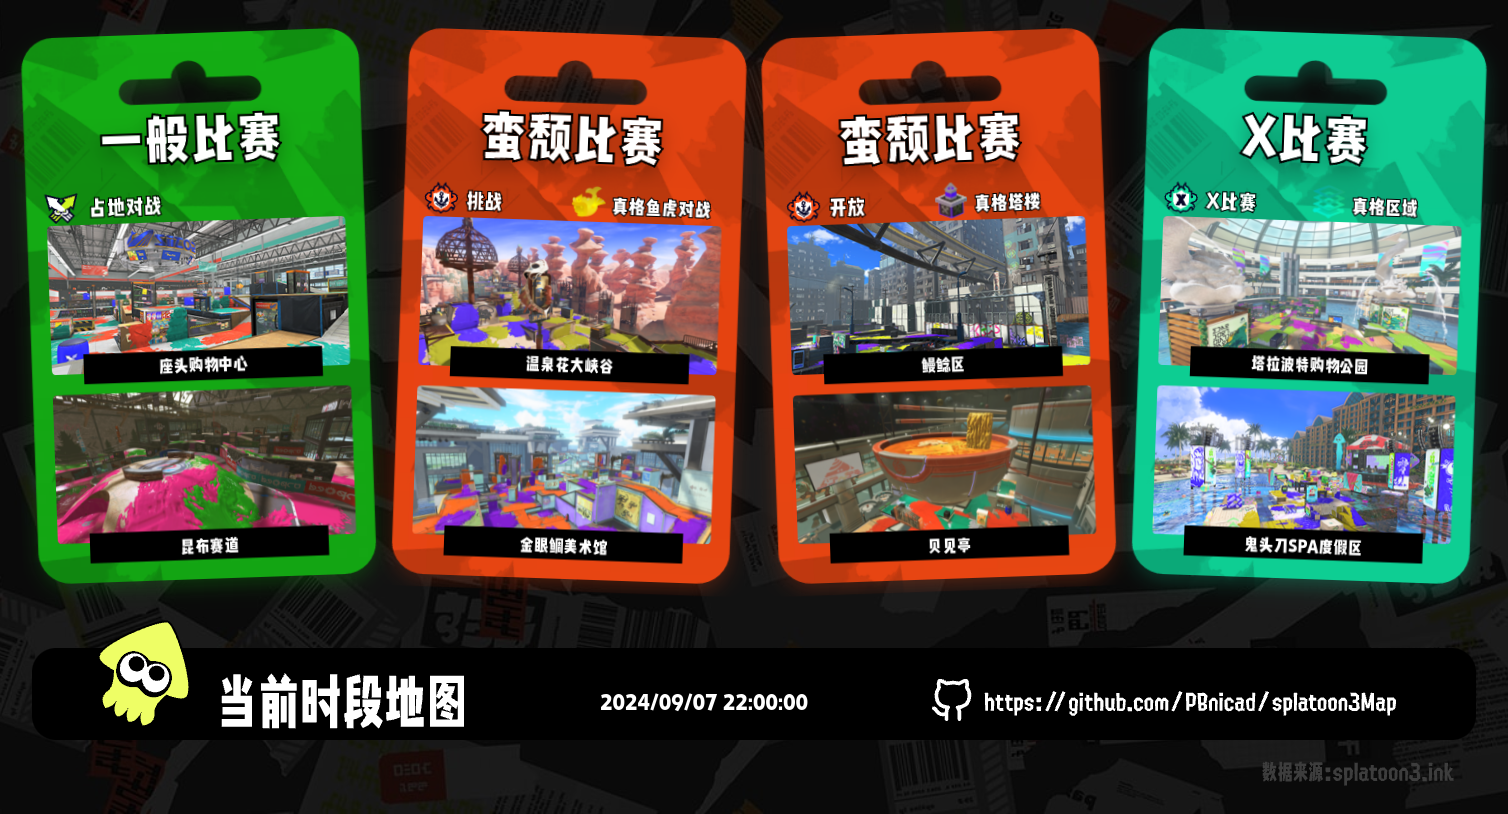 一般比赛
占地对战
座头购物中心
昆布赛道
蛮颓比赛
挑战
真格鱼虎对战
温泉花大峡谷
金眼鲷美术馆
蛮颓比赛
开放
真格塔楼
鳗鲶区
贝贝亭
X比赛
X比赛
真格区域
塔拉波特购物公园
鬼头刀SPA度假区
当前时段地图
2024/09/07 22:00:00
https://github.com/PBnicad/splatoon3Map
数据来源:splatoon3.ink